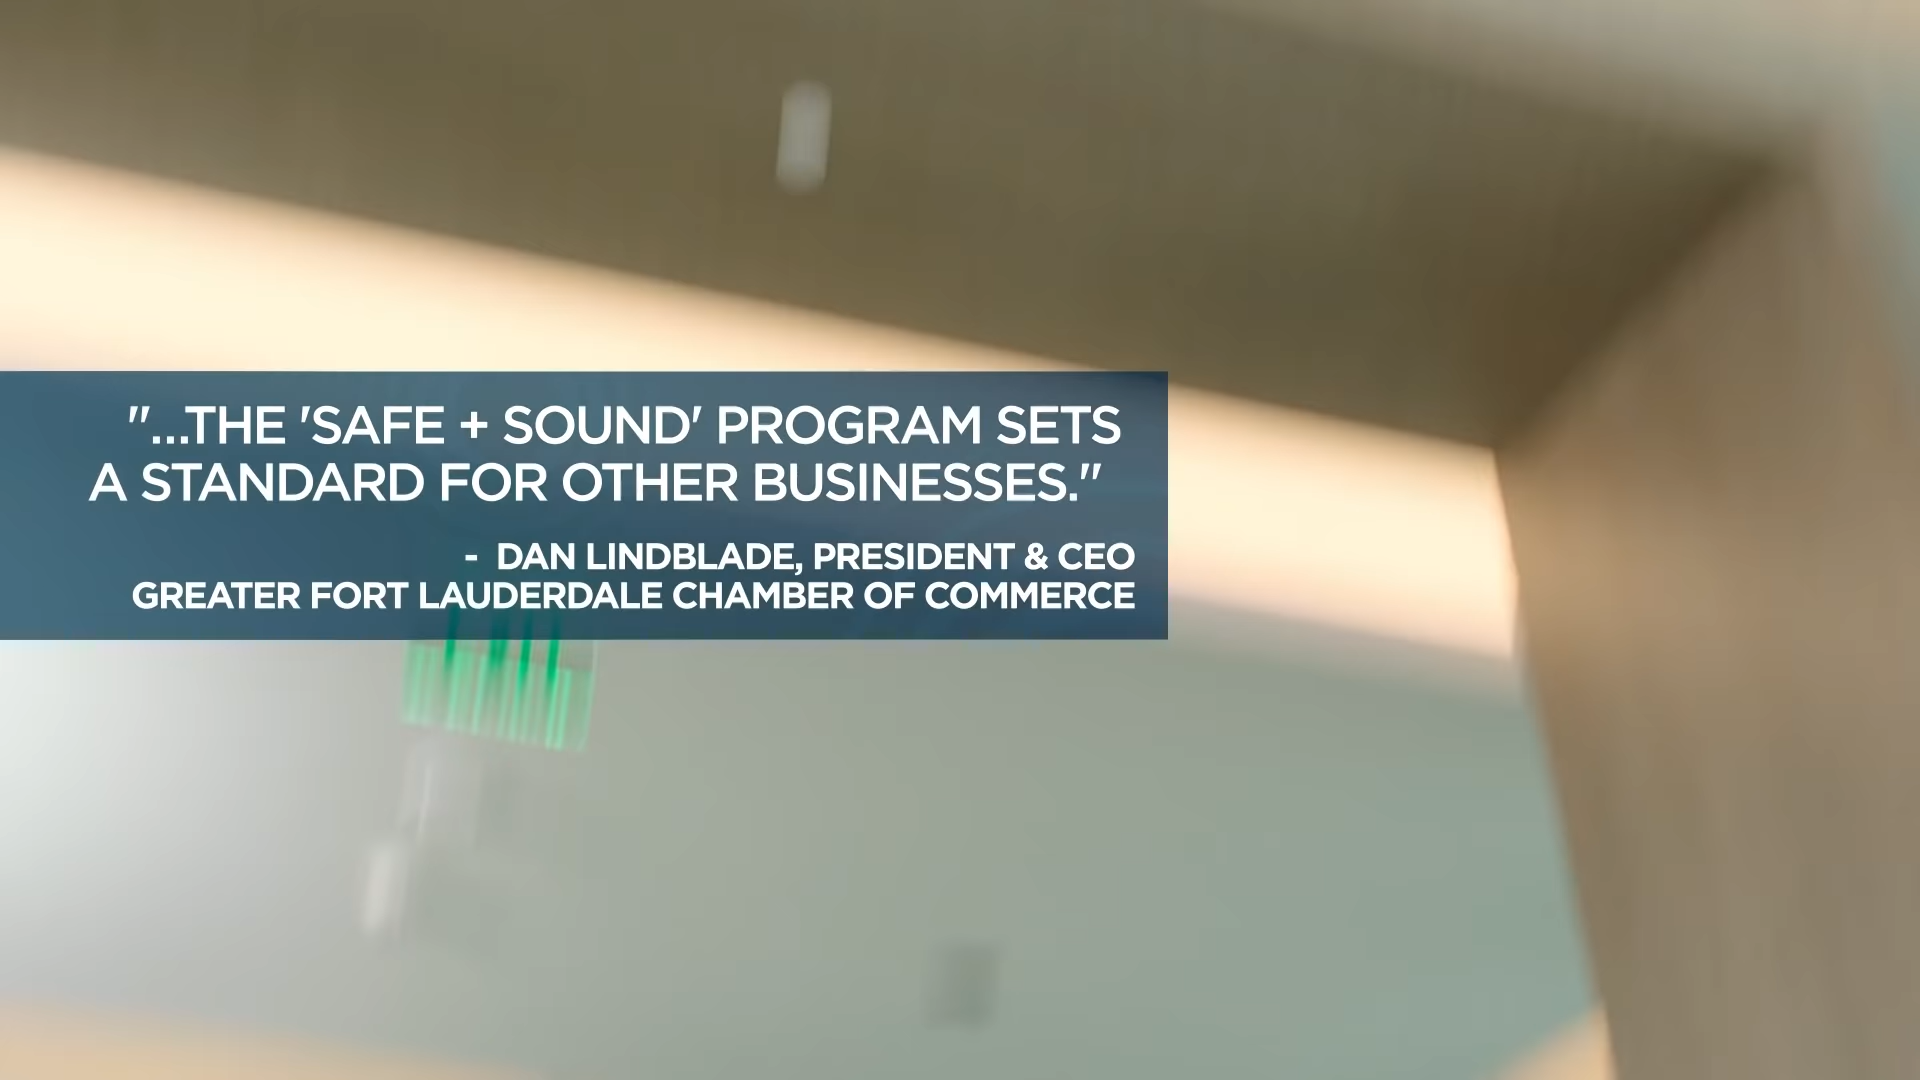 "...THE 'SAFE + SOUND' PROGRAM SETS
A STANDARD FOR OTHER BUSINESSES."
- DAN LINDBLADE, PRESIDENT & CEO
GREATER FORT LAUDERDALE CHAMBER OF COMMERCE